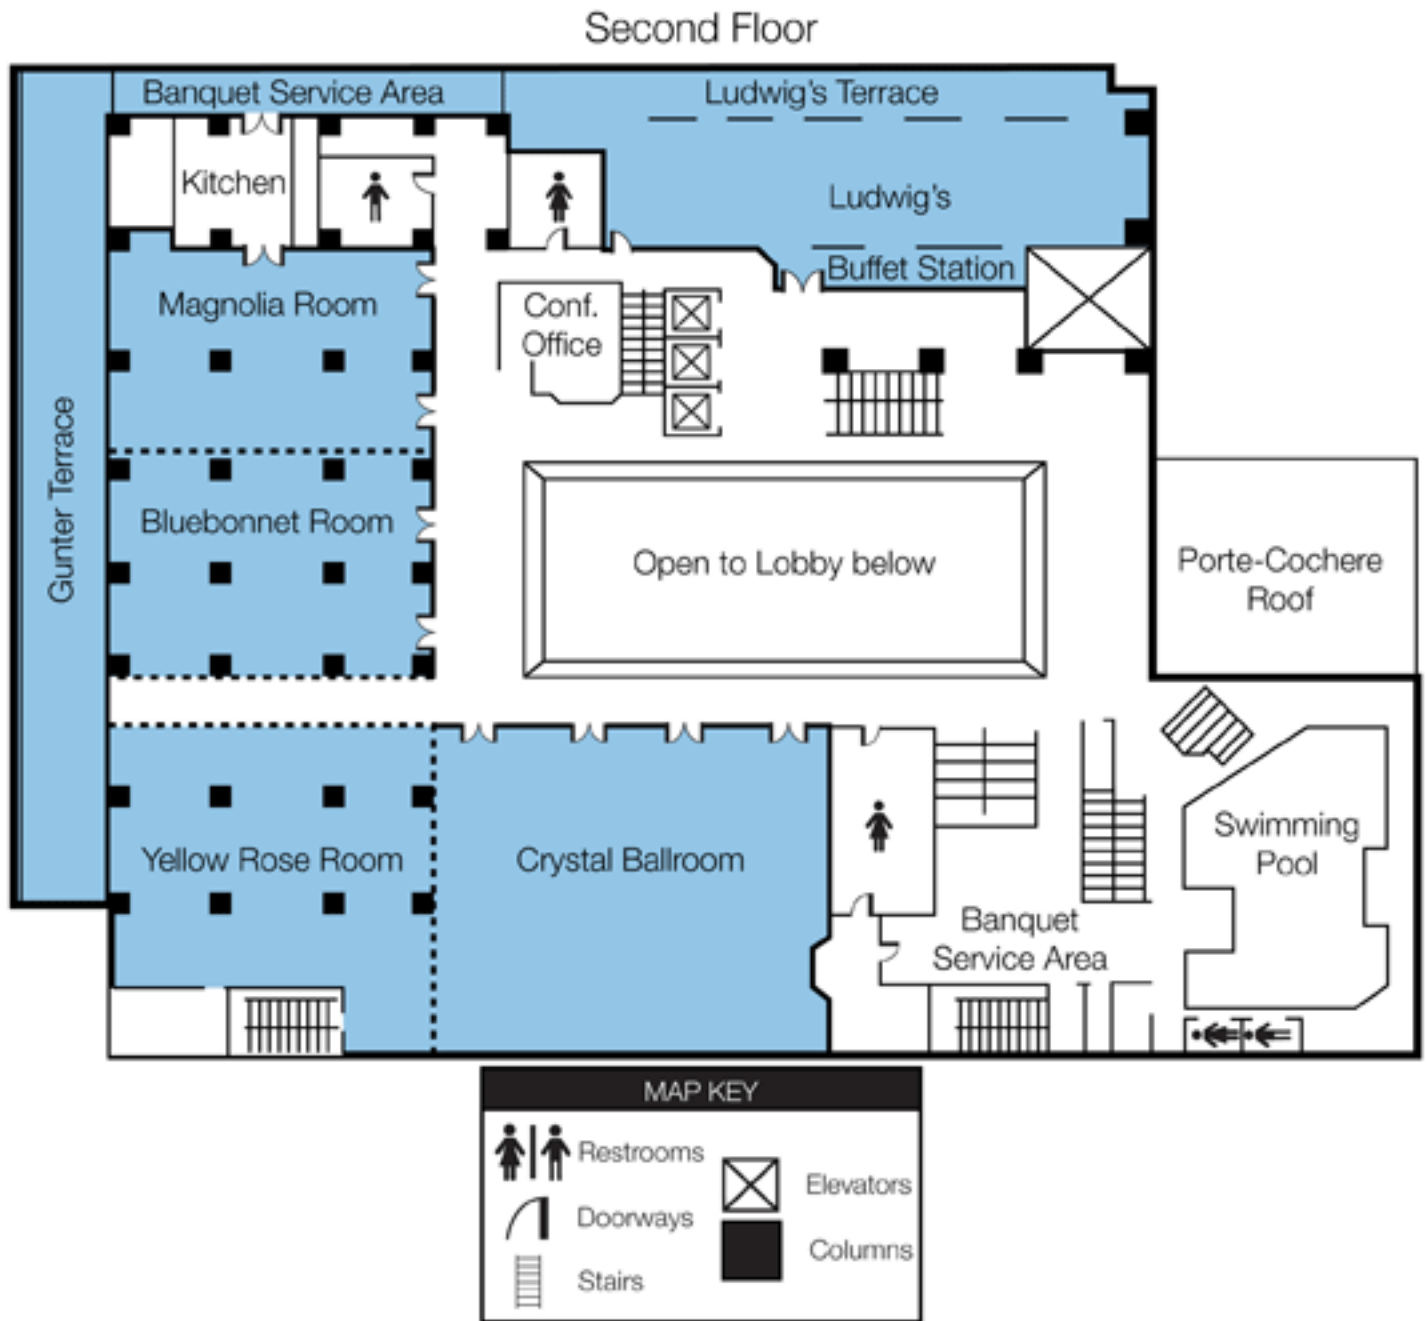 Second Floor
Banquet Service Area
Ludwig's Terrace
Kitchen
Ludwig's
Buffet Station
Magnolia Room
Conf.
Office
Gunter Terrace
Bluebonnet Room
Open to Lobby below
Porte-Cochere
Roof
Yellow Rose Room
Crystal Ballroom
Swimming
Pool
Banquet
Service Area
MAP KEY
Restrooms
Doorways
Stairs
Elevators
Columns